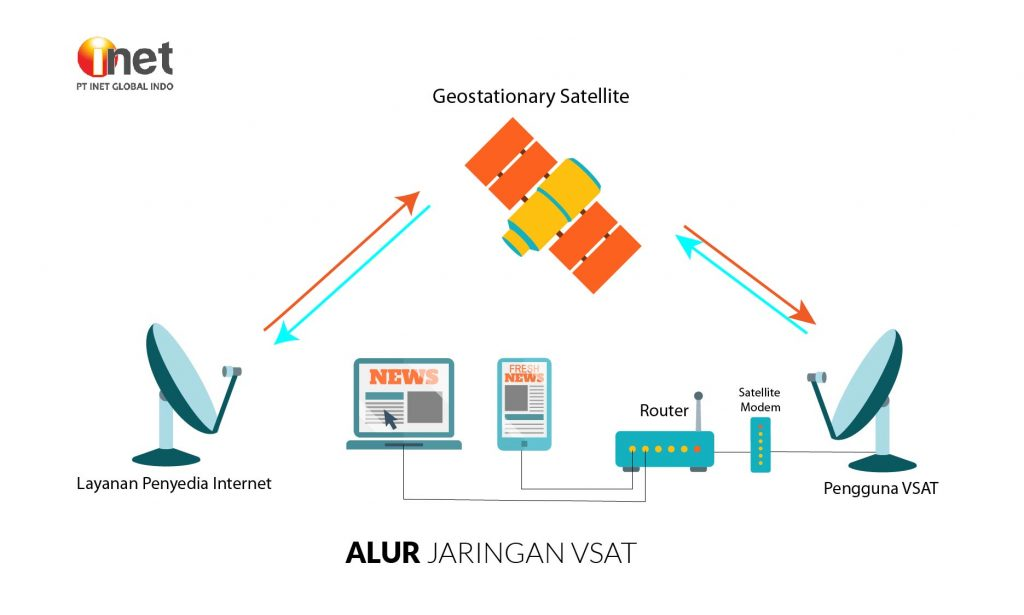 inet
PT INET GLOBAL INDO
Geostationary Satellite
NEWS
FRESH
NEWS
Router
Satellite
Modem
Layanan Penyedia Internet
Pengguna VSAT
ALUR JARINGAN VSAT